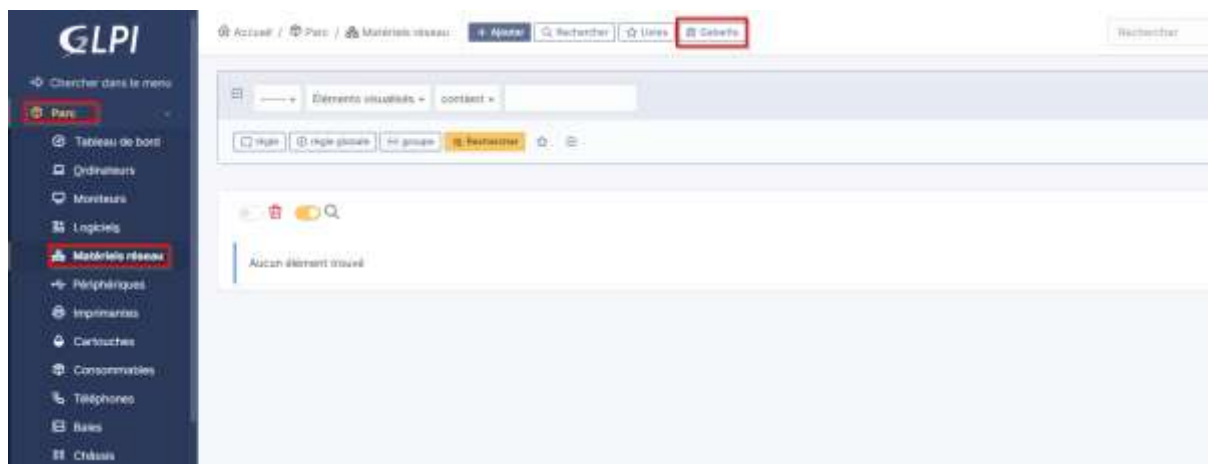 GLPI
Accueil / Parc / Matériels réseau + Ajouter Rechercher Listes Gabarits Rechercher
Chercher dans le menu
Parc
Tableau de bord
Ordinateurs
Moniteurs
Logiciels
Matériels réseau
Périphériques
Imprimantes
Cartouches
Consommables
Téléphones
Baies
Châssis
----- Éléments visualisés contient
règle règle globale groupe Rechercher
Aucun élément trouvé